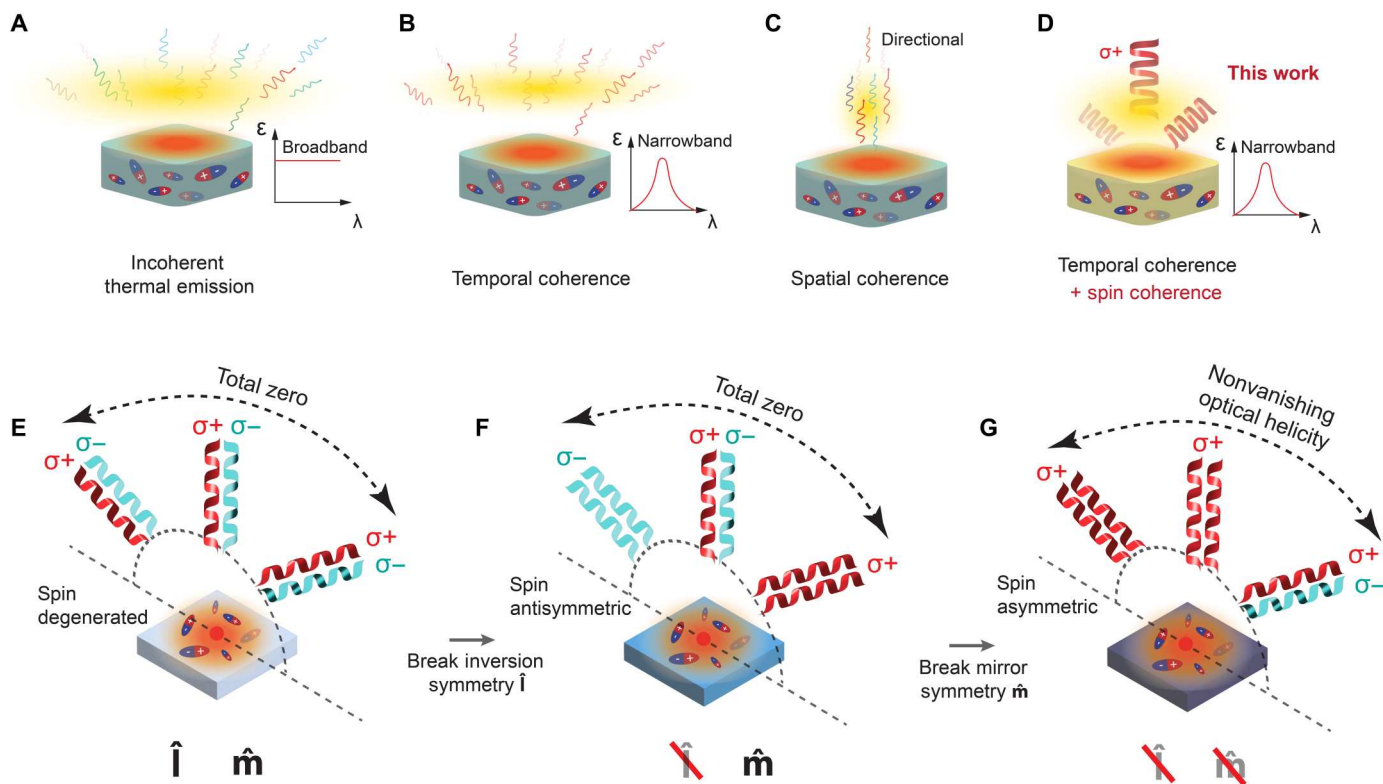 A
ε
Broadband
λ
Incoherent
thermal emission
B
ε
Narrowband
λ
Temporal coherence
C
Directional
Spatial coherence
D
σ+
This work
ε
Narrowband
λ
Temporal coherence
+ spin coherence
E
Total zero
σ+ σ−
σ−
σ+
σ+
σ−
Spin
degenerated
Î m̂
Break inversion
symmetry Î
F
Total zero
σ+ σ−
σ−
σ+
Spin
antisymmetric
Î m̂
Break mirror
symmetry m̂
G
Nonvanishing
optical helicity
σ+
σ+
σ+
σ−
Spin
asymmetric
Î m̂